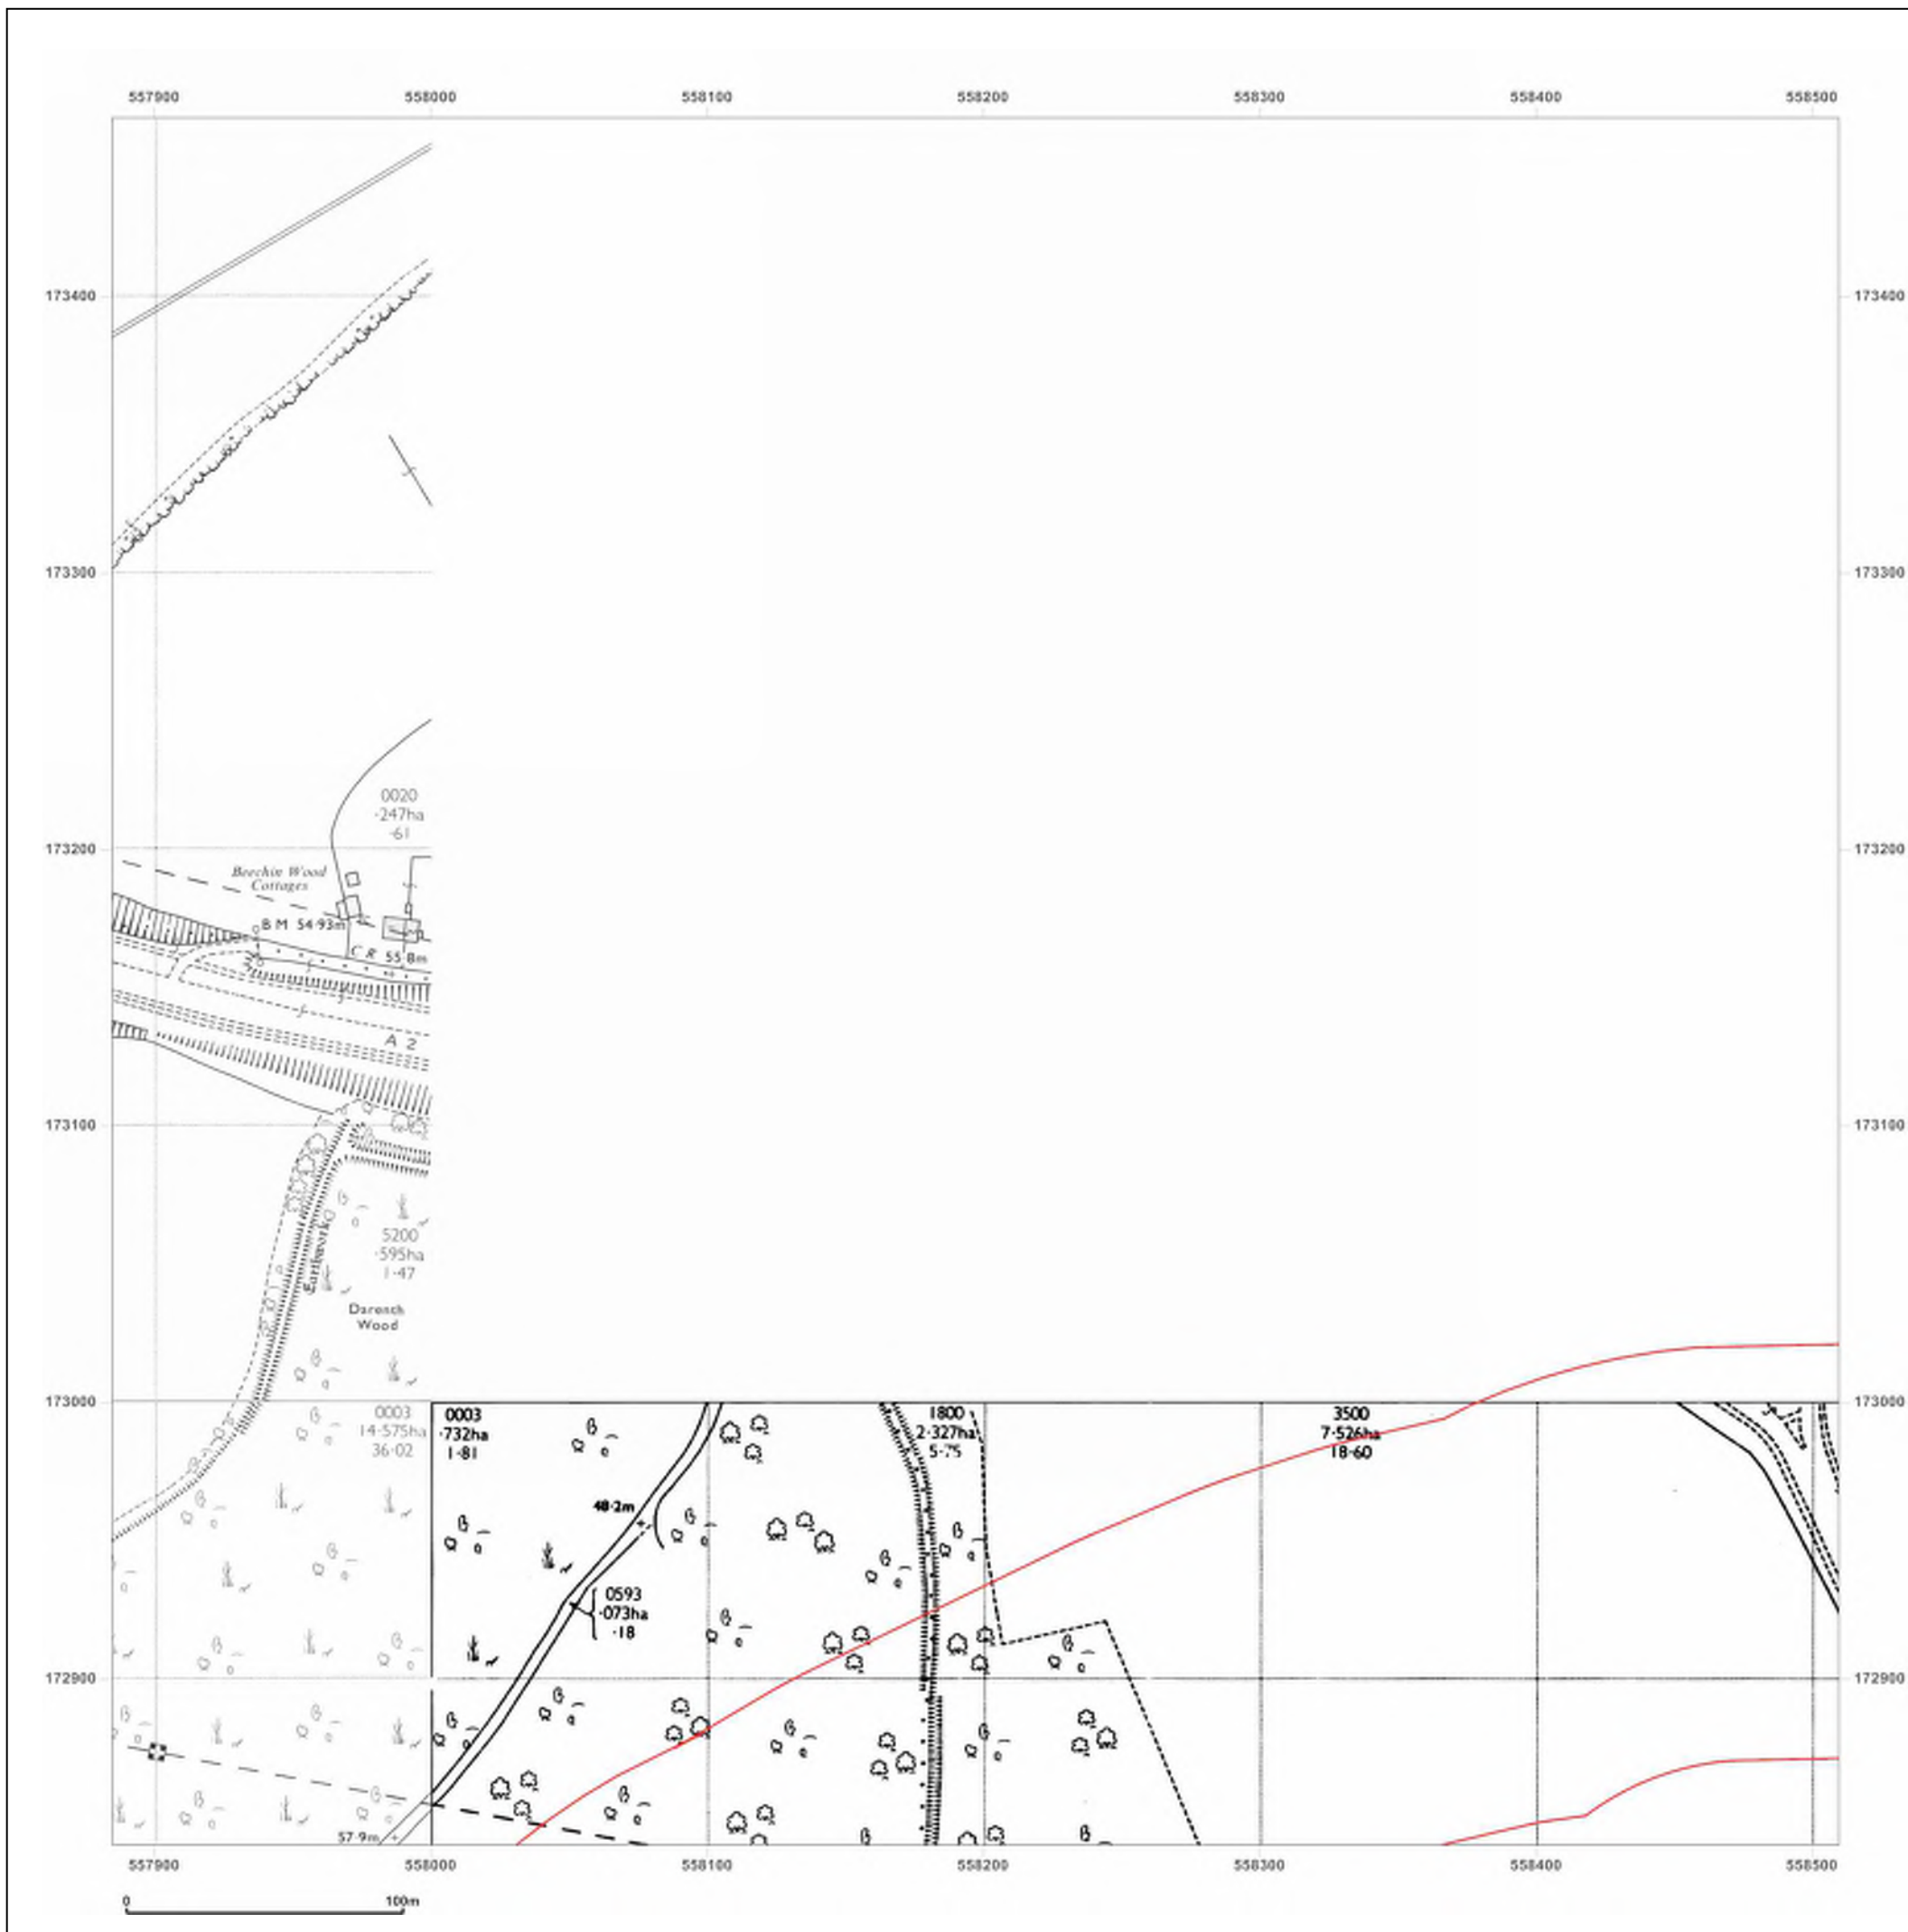 557900 558000 558100 558200 558300 558400 558500
173400 173400
173300 173300
0020
·247ha
·61
173200 173200
Beechin Wood
Cottages
B M 54·93m
C R 55·8m
A 2
173100 173100
5200
·595ha
1·47
Darenth
Wood
173000 173000
0003
14·575ha
36·02
0003
·732ha
1·81
1800
2·327ha
5·75
3500
7·526ha
18·60
48·2m
0593
·073ha
·18
172900 172900
57·9m
557900 558000 558100 558200 558300 558400 558500
0 100m